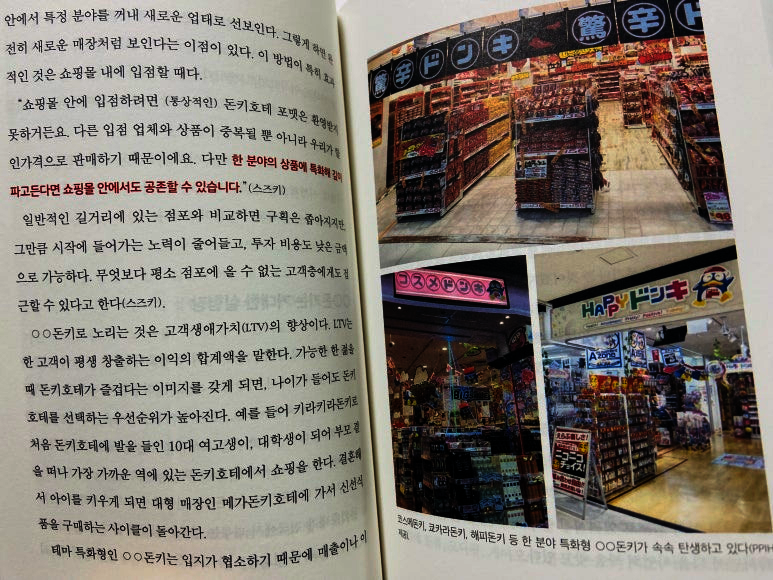 안에서 특정 분야를 꺼내 새로운 업태로 선보인다. 그렇게 하면
전히 새로운 매장처럼 보인다는 이점이 있다. 이 방법이 특히 효과
적인 것은 쇼핑몰 내에 입점할 때다.
“쇼핑몰 안에 입점하려면 (통상적인) 돈키호테 포맷은 환영받지
못하거든요. 다른 입점 업체와 상품이 중복될 뿐 아니라 우리가 할
인가격으로 판매하기 때문이에요. 다만 한 분야의 상품에 특화해 깊이
파고든다면 쇼핑몰 안에서도 공존할 수 있습니다.”(스즈키)
일반적인 길거리에 있는 점포와 비교하면 구획은 좁아지지만,
그만큼 시작에 들어가는 노력이 줄어들고, 투자 비용도 낮은 금액
으로 가능하다. 무엇보다 평소 점포에 올 수 없는 고객층에게도 접
근할 수 있다고 한다(스즈키).
○○돈키로 노리는 것은 고객생애가치(LTV)의 향상이다. LTV는
한 고객이 평생 창출하는 이익의 합계액을 말한다. 가능한 한 젊을
때 돈키호테가 즐겁다는 이미지를 갖게 되면, 나이가 들어도 돈키
호테를 선택하는 우선순위가 높아진다. 예를 들어 키라키라돈키로
처음 돈키호테에 발을 들인 10대 여고생이, 대학생이 되어 부모 곁
을 떠나 가장 가까운 역에 있는 돈키호테에서 쇼핑을 한다. 결혼해
서 아이를 키우게 되면 대형 매장인 메가돈키호테에 가서 신선식
품을 구매하는 사이클이 돌아간다.
테마 특화형인 ○○돈키는 입지가 협소하기 때문에 매출이나 이
驚辛ドンキ 驚辛ド
コスメドンキ
HAPPYドンキ
Azone
えらぶ楽しさ!
ニコニコ
チョイス!
코스메돈키, 쿄카라돈키, 해피돈키 등 한 분야 특화형 ○○돈키가 속속 탄생하고 있다(PPIH
제공).